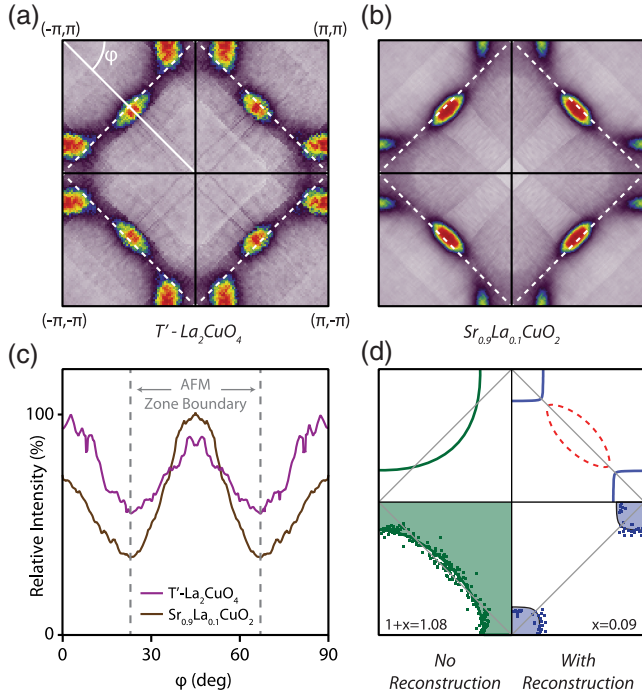 (a)
(-π,π)
(π,π)
φ
(-π,-π)
(π,-π)
T' - La₂CuO₄
(b)
Sr₀.₉La₀.₁CuO₂
(c)
AFM
Zone Boundary
100
0
Relative Intensity (%)
T'-La₂CuO₄
Sr₀.₉La₀.₁CuO₂
0
30
60
90
φ (deg)
(d)
1+x=1.08
x=0.09
No
Reconstruction
With
Reconstruction